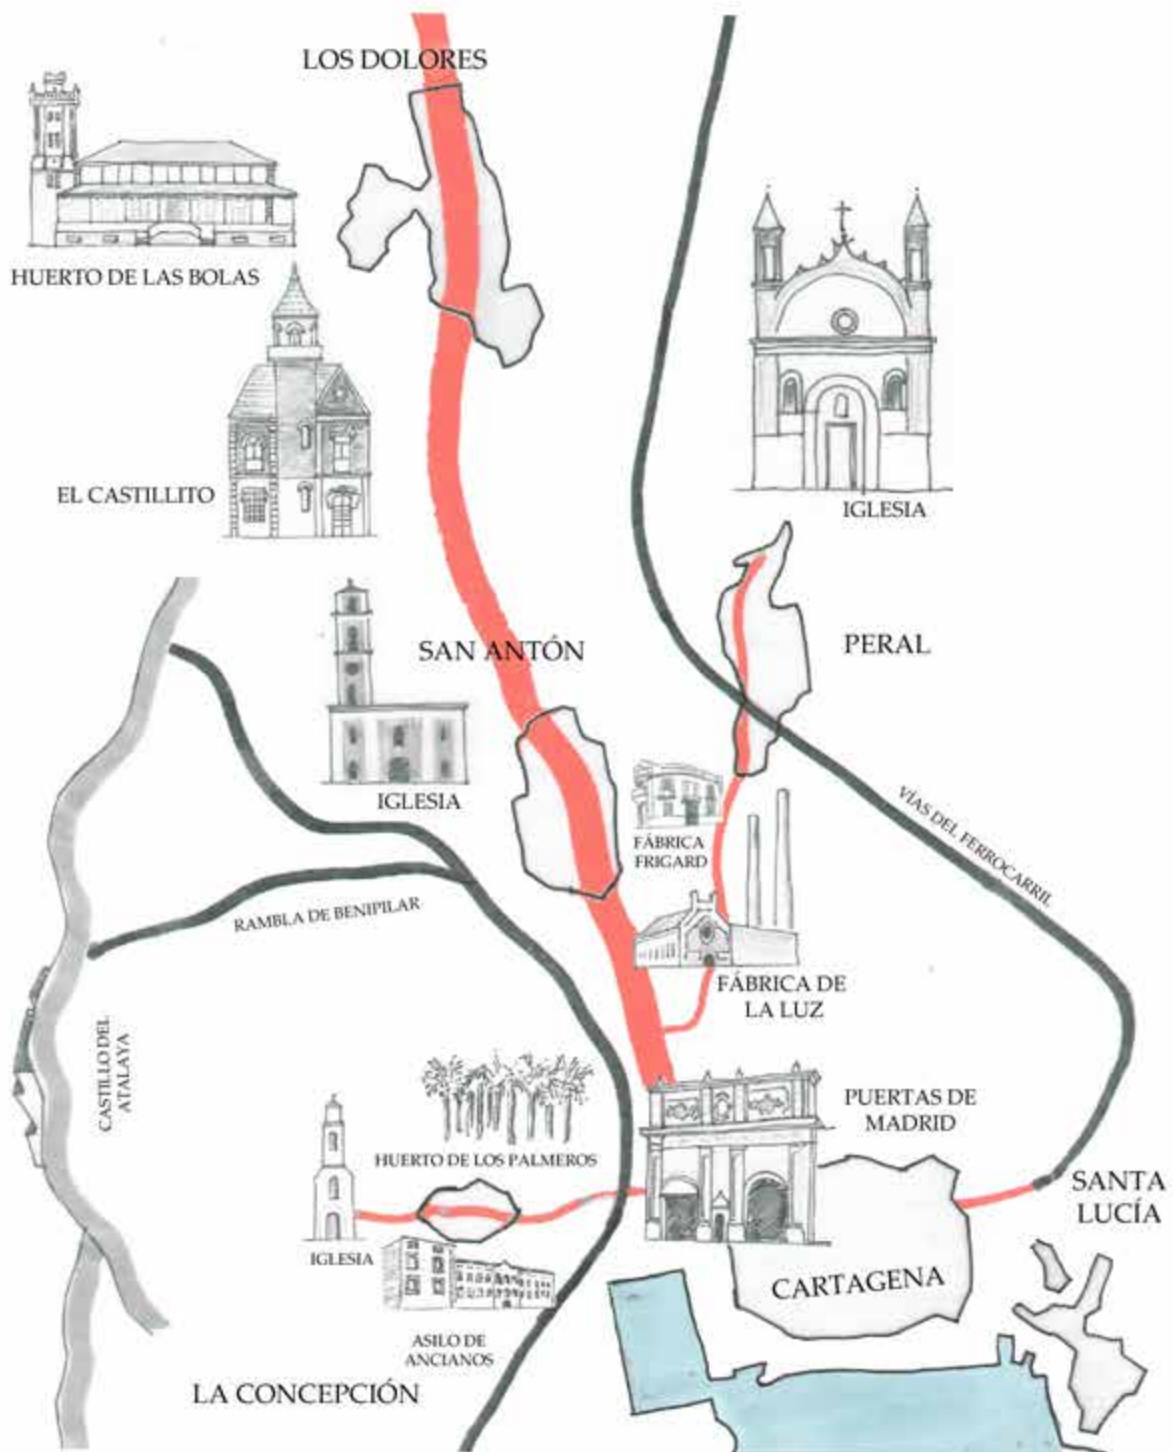 LOS DOLORES
HUERTO DE LAS BOLAS
EL CASTILLITO
IGLESIA
SAN ANTÓN
PERAL
IGLESIA
FÁBRICA
FRIGARD
VÍAS DEL FERROCARRIL
RAMBLA DE BENIPILAR
FÁBRICA DE
LA LUZ
CASTILLO DEL
ATALAYA
PUERTAS DE
MADRID
HUERTO DE LOS PALMEROS
SANTA
LUCÍA
IGLESIA
CARTAGENA
ASILO DE
ANCIANOS
LA CONCEPCIÓN